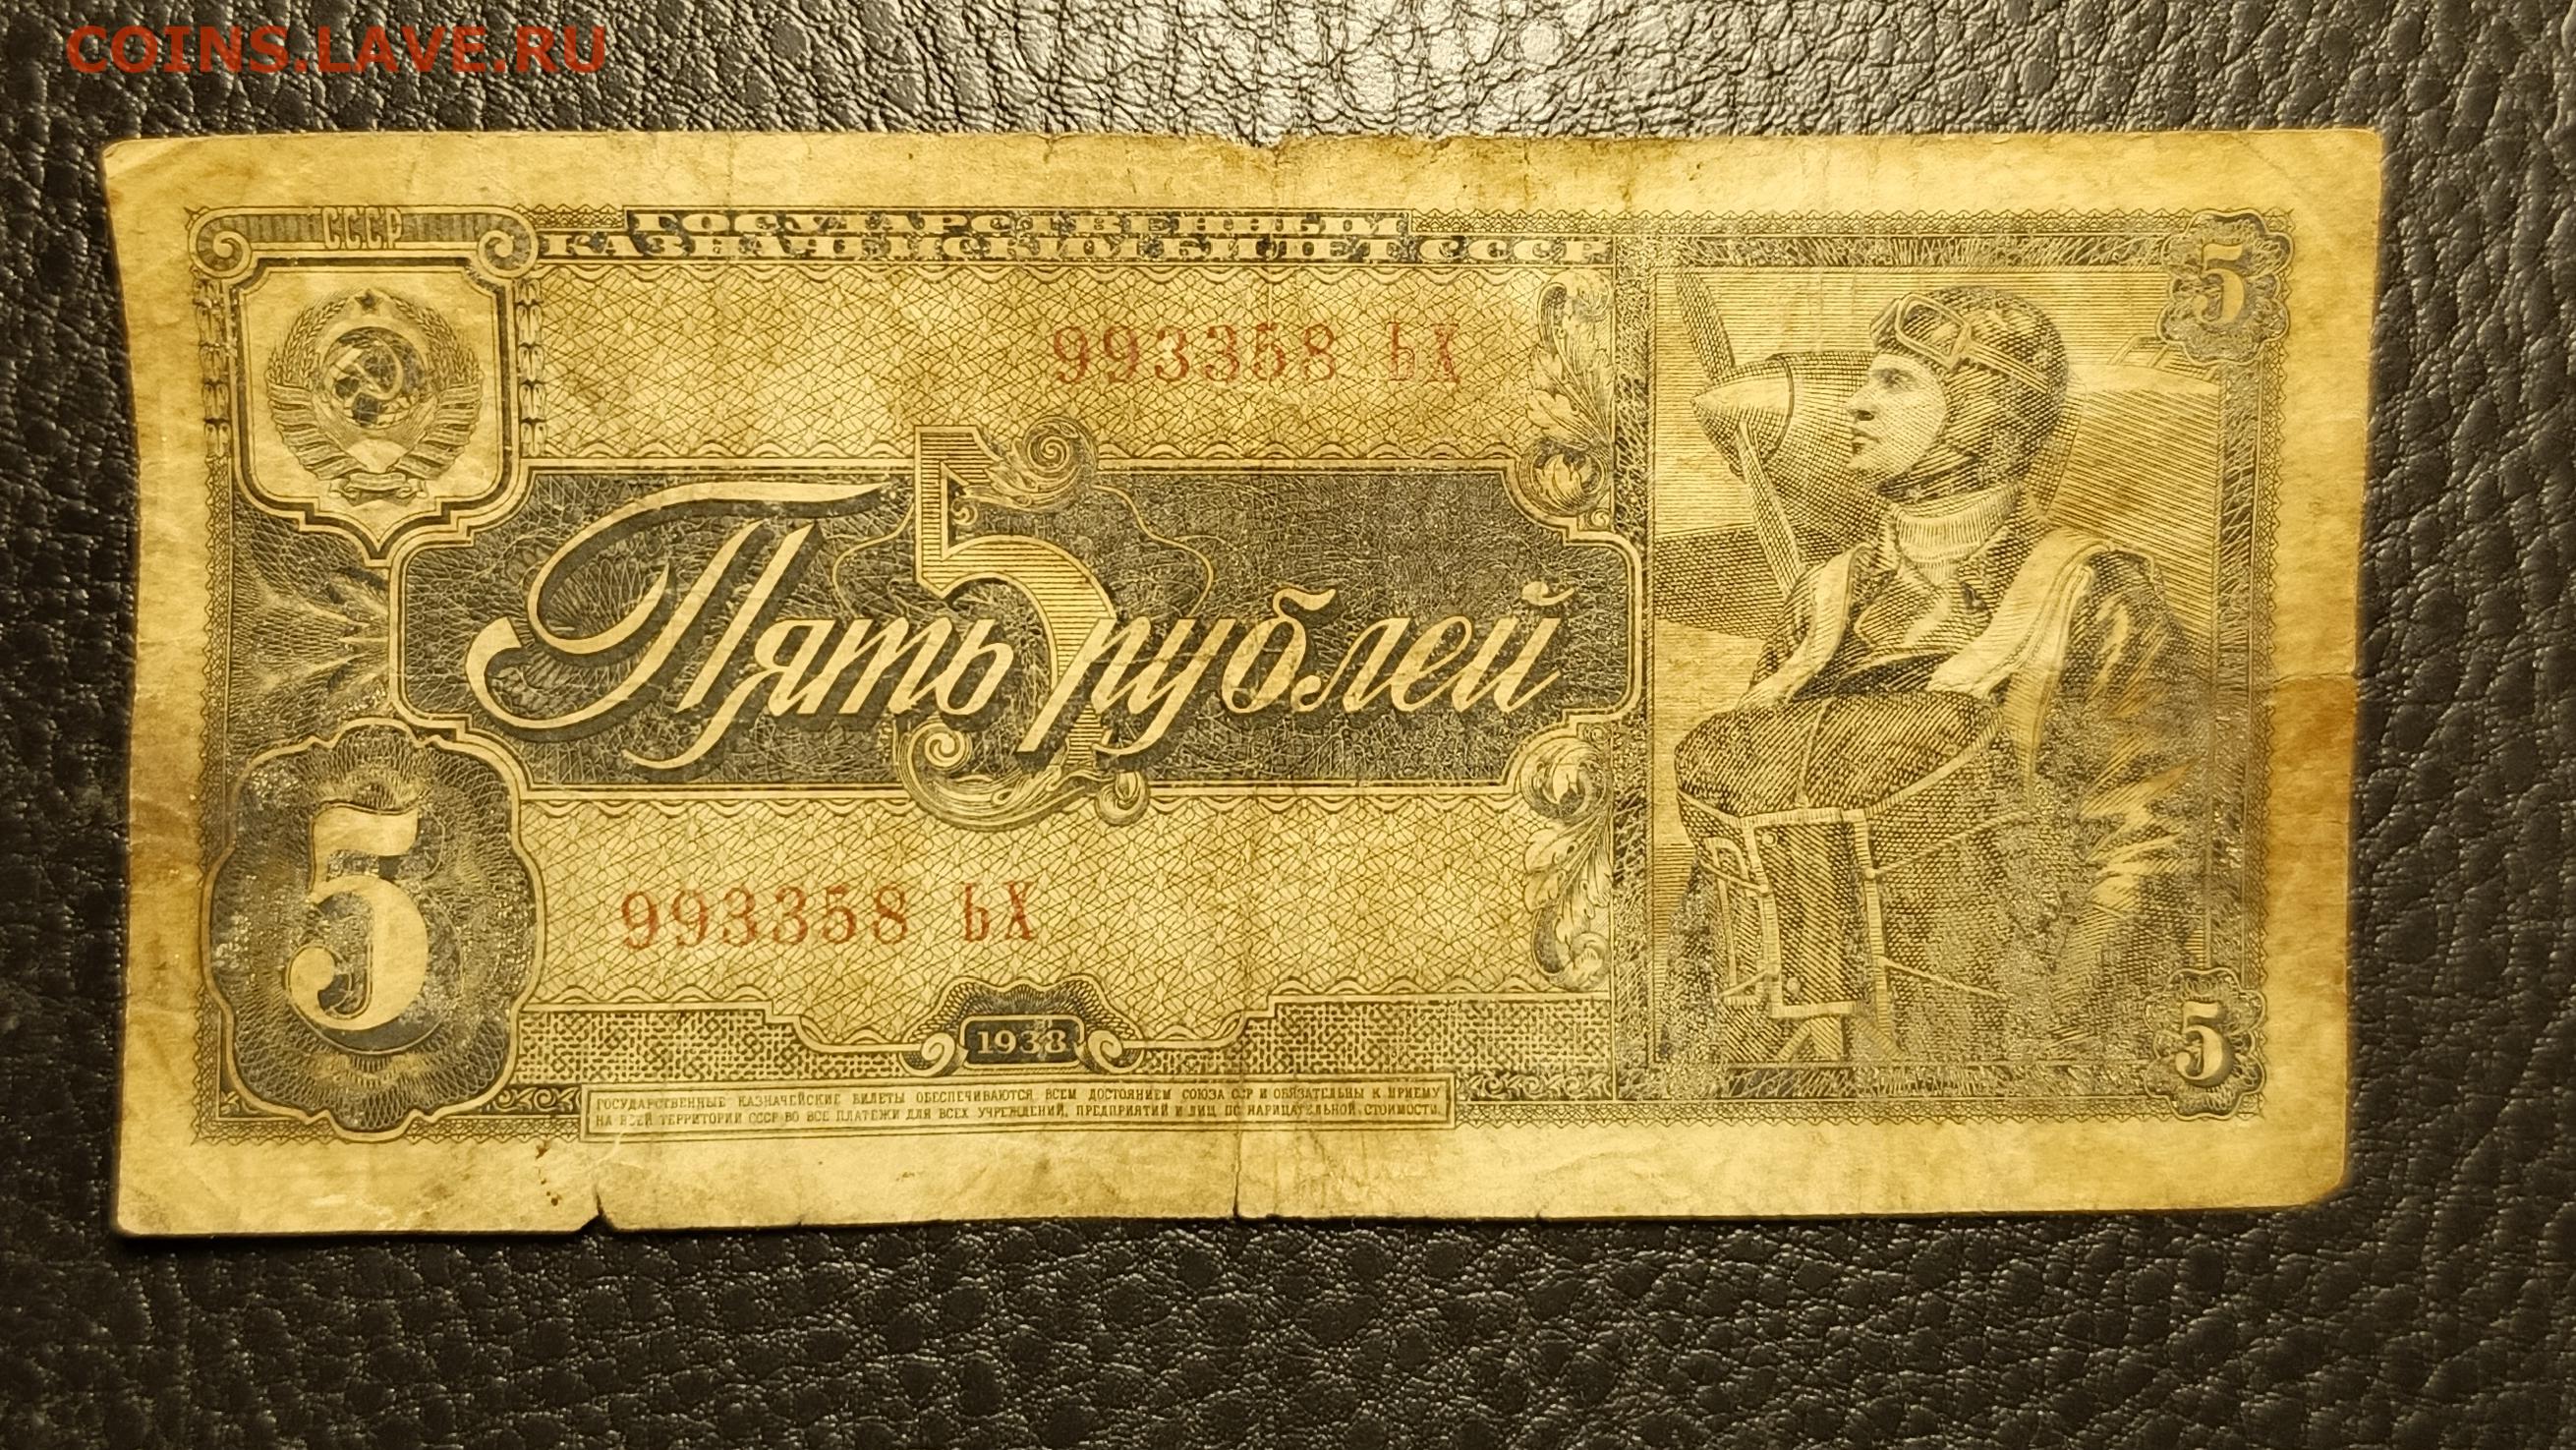 COINS.LAVE.RU
СССР
ГОСУДАРСТВЕННЫЙ
КАЗНАЧЕЙСКИЙ БИЛЕТ СССР
5
993358 ЬХ
5
Пять рублей
5
993358 ЬХ
1938
5
ГОСУДАРСТВЕННЫЕ КАЗНАЧЕЙСКИЕ БИЛЕТЫ ОБЕСПЕЧИВАЮТСЯ ВСЕМ ДОСТОЯНИЕМ СОЮЗА ССР И ОБЯЗАТЕЛЬНЫ К ПРИЕМУ
НА ВСЕЙ ТЕРРИТОРИИ СССР ВО ВСЕ ПЛАТЕЖИ ДЛЯ ВСЕХ УЧРЕЖДЕНИЙ, ПРЕДПРИЯТИЙ И ЛИЦ ПО НАРИЦАТЕЛЬНОЙ СТОИМОСТИ.